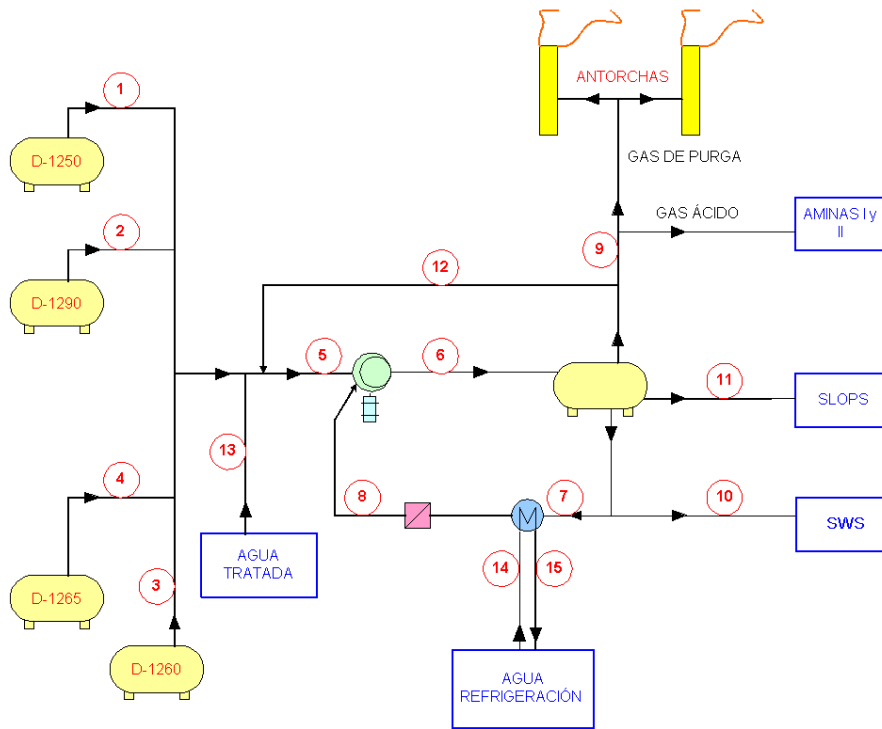 ANTORCHAS
1
D-1250
GAS DE PURGA
GAS ÁCIDO
AMINAS I y
II
2
9
12
D-1290
5
6
11
SLOPS
4
13
8
7
10
SWS
AGUA
TRATADA
14
15
D-1265
3
D-1260
AGUA
REFRIGERACIÓN